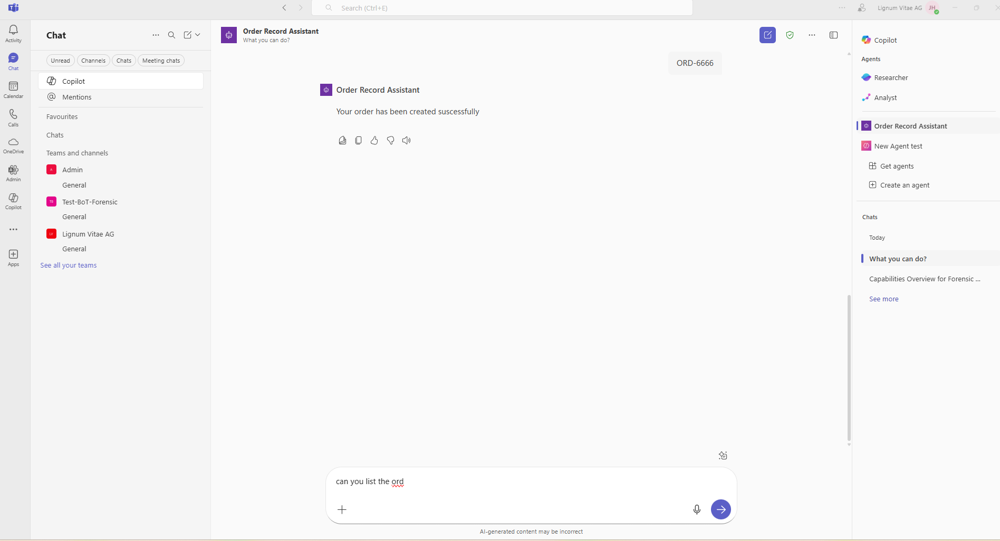 Search (Ctrl+E)
Lignum Vitae AG
JH
Activity
Chat
Calendar
Calls
OneDrive
Admin
Copilot
Apps
Chat
Unread
Channels
Chats
Meeting chats
Copilot
Mentions
Favourites
Chats
Teams and channels
A
Admin
General
TB
Test-BoT-Forensic
General
LV
Lignum Vitae AG
General
See all your teams
Order Record Assistant
What you can do?
ORD-6666
Order Record Assistant
Your order has been created suscessfully
can you list the ord
AI-generated content may be incorrect
Copilot
Agents
Researcher
Analyst
Order Record Assistant
New Agent test
Get agents
Create an agent
Chats
Today
What you can do?
Capabilities Overview for Forensic ...
See more